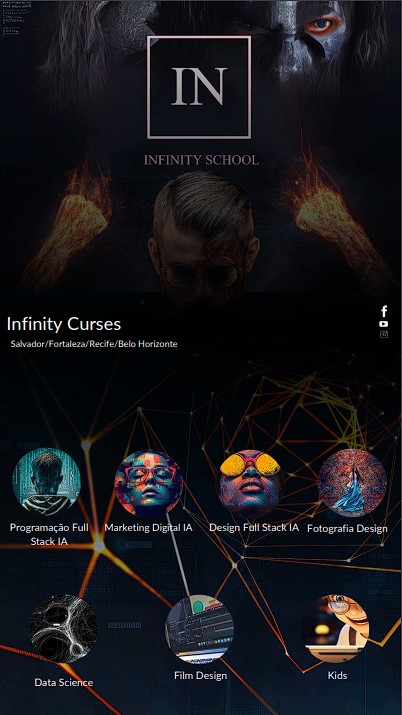 IN
INFINITY SCHOOL
Infinity Curses
Salvador/Fortaleza/Recife/Belo Horizonte
Programação Full
Stack IA
Marketing Digital IA
Design Full Stack IA
Fotografia Design
Data Science
Film Design
Kids